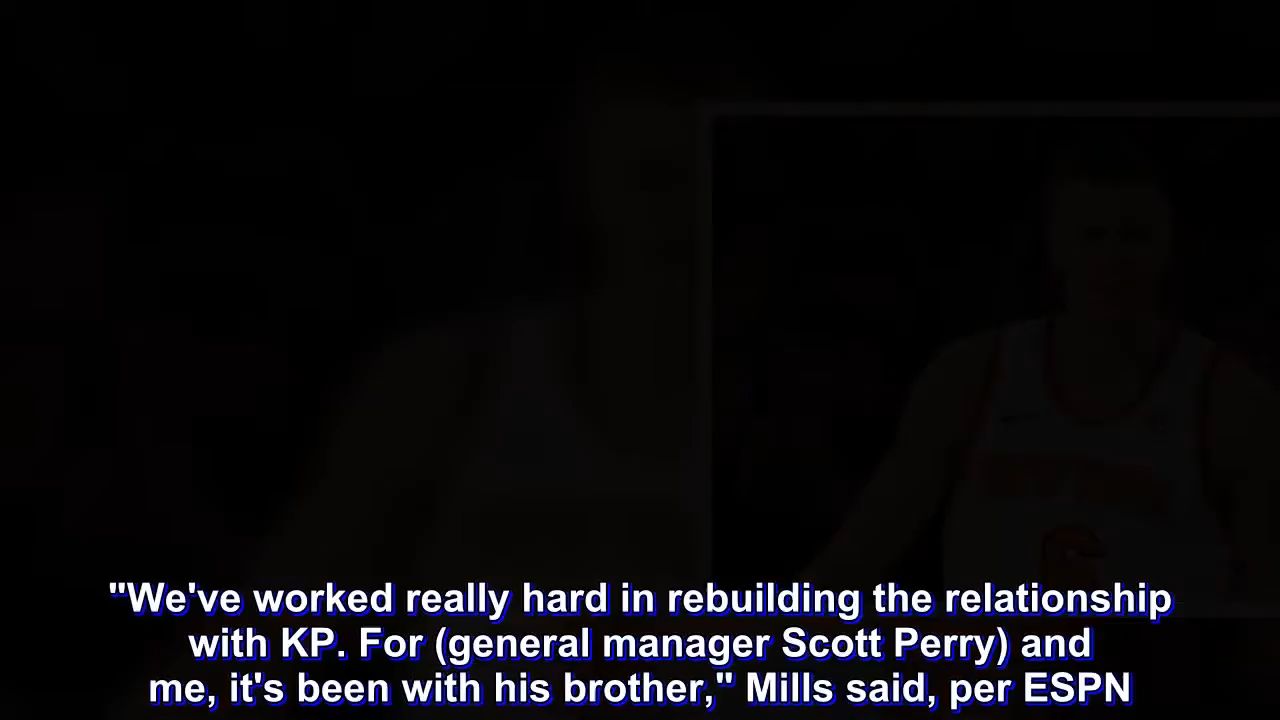 "We've worked really hard in rebuilding the relationship
with KP. For (general manager Scott Perry) and
me, it's been with his brother," Mills said, per ESPN